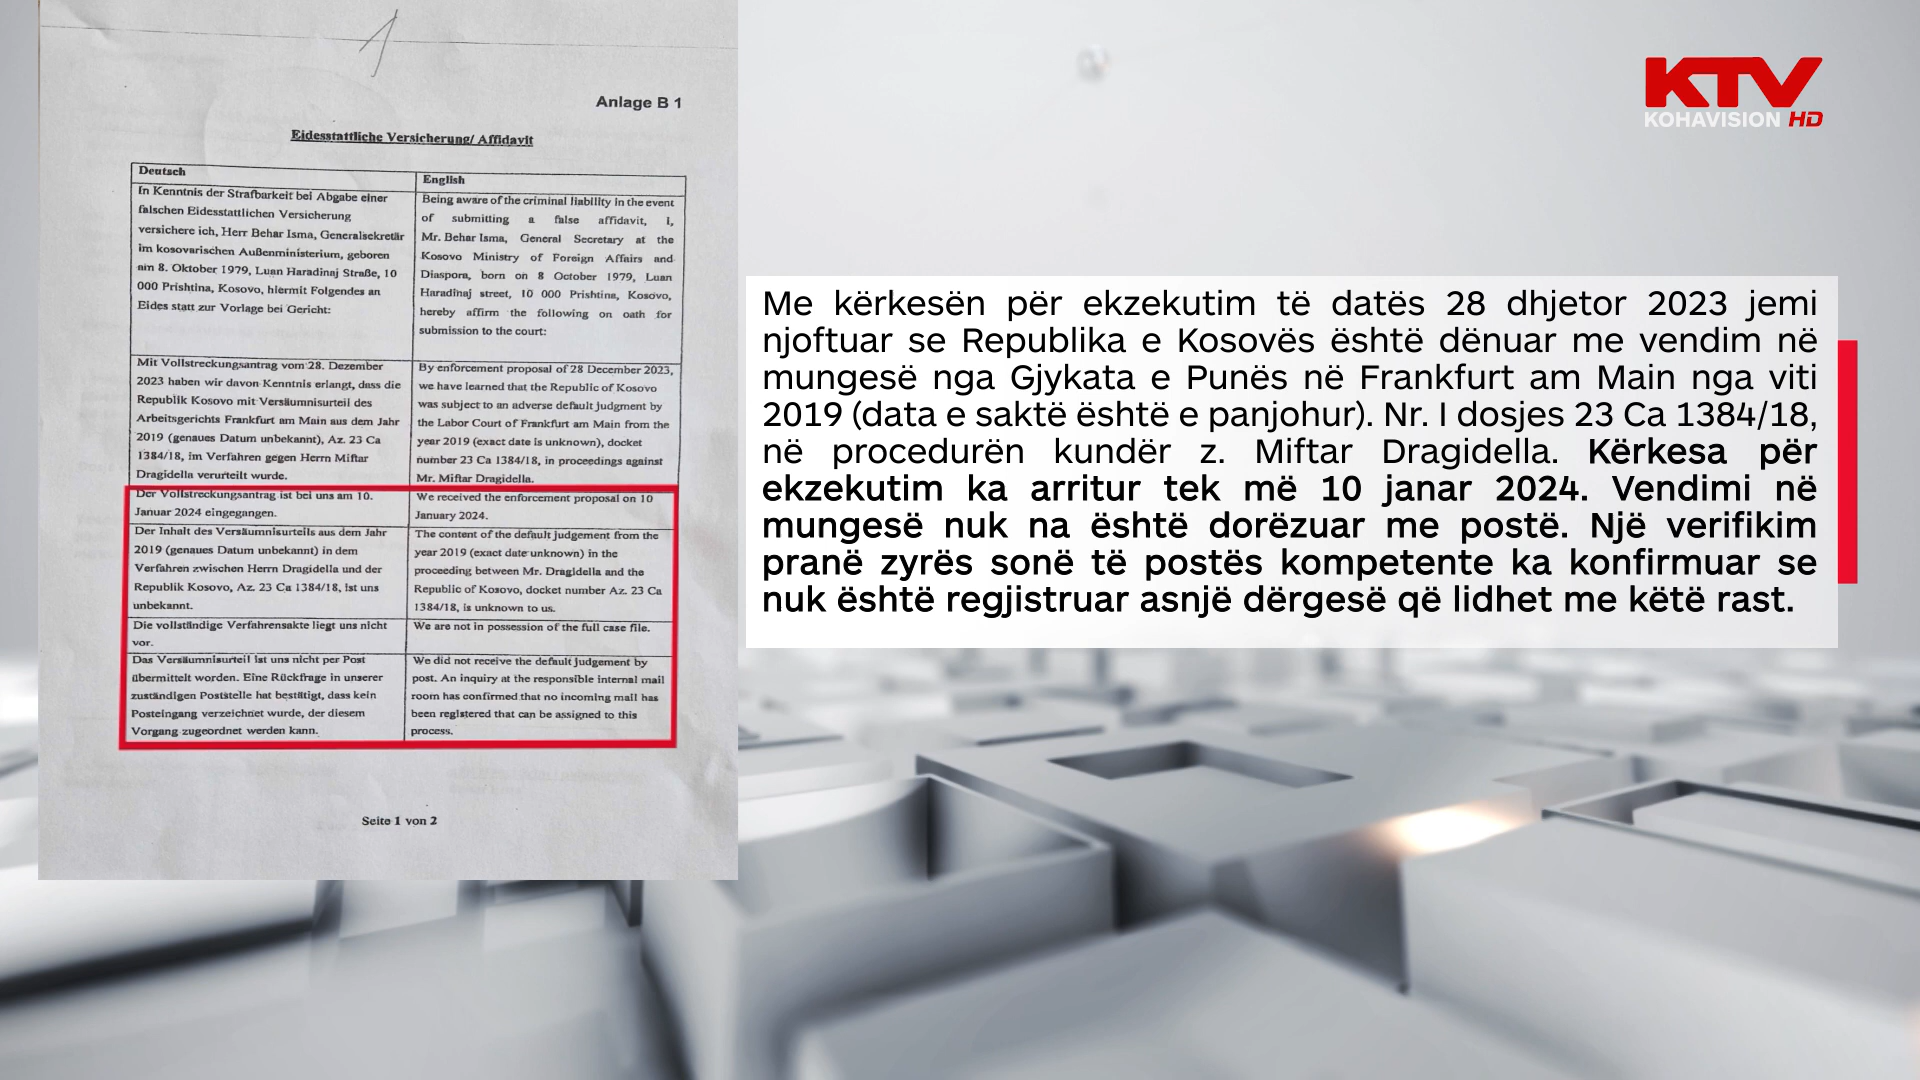 1
Anlage B 1
Eidesstattliche Versicherung/ Affidavit
Deutsch
In Kenntnis der Strafbarkeit bei Abgabe einer
falschen Eidesstattlichen Versicherung
versichere ich, Herr Behar Isma, Generalsekretär
im kosovarischen Außenministerium, geboren
am 8. Oktober 1979, Luan Haradinaj Straße, 10
000 Prishtina, Kosovo, hiermit Folgendes an
Eides statt zur Vorlage bei Gericht:
English
Being aware of the criminal liability in the event
of submitting a false affidavit, I,
Mr. Behar Isma, General Secretary at the
Kosovo Ministry of Foreign Affairs and
Diaspora, born on 8 October 1979, Luan
Haradinaj street, 10 000 Prishtina, Kosovo,
hereby affirm the following on oath for
submission to the court:
Mit Vollstreckungsantrag vom 28. Dezember
2023 haben wir davon Kenntnis erlangt, dass die
Republik Kosovo mit Versäumnisurteil des
Arbeitsgerichts Frankfurt am Main aus dem Jahr
2019 (genaues Datum unbekannt), Az. 23 Ca
1384/18, im Verfahren gegen Herrn Miftar
Dragidella verurteilt wurde.
By enforcement proposal of 28 December 2023,
we have learned that the Republic of Kosovo
was subject to an adverse default judgment by
the Labor Court of Frankfurt am Main from the
year 2019 (exact date is unknown), docket
number 23 Ca 1384/18, in proceedings against
Mr. Miftar Dragidella.
Der Vollstreckungsantrag ist bei uns am 10.
Januar 2024 eingegangen.
We received the enforcement proposal on 10
January 2024.
Der Inhalt des Versäumnisurteils aus dem Jahr
2019 (genaues Datum unbekannt) in dem
Verfahren zwischen Herrn Dragidella und der
Republik Kosovo, Az. 23 Ca 1384/18, ist uns
unbekannt.
The content of the default judgement from the
year 2019 (exact date unknown) in the
proceeding between Mr. Dragidella and the
Republic of Kosovo, docket number Az. 23 Ca
1384/18, is unknown to us.
Die vollständige Verfahrensakte liegt uns nicht
vor.
We are not in possession of the full case file.
Das Versäumnisurteil ist uns nicht per Post
übermittelt worden. Eine Rückfrage in unserer
zuständigen Poststelle hat bestätigt, dass kein
Posteingang verzeichnet wurde, der diesem
Vorgang zugeordnet werden kann.
We did not receive the default judgement by
post. An inquiry at the responsible internal mail
room has confirmed that no incoming mail has
been registered that can be assigned to this
process.
Seite 1 von 2
KTV
KOHAVISION HD
Me kërkesën për ekzekutim të datës 28 dhjetor 2023 jemi
njoftuar se Republika e Kosovës është dënuar me vendim në
mungesë nga Gjykata e Punës në Frankfurt am Main nga viti
2019 (data e saktë është e panjohur). Nr. I dosjes 23 Ca 1384/18,
në procedurën kundër z. Miftar Dragidella. Kërkesa për
ekzekutim ka arritur tek më 10 janar 2024. Vendimi në
mungesë nuk na është dorëzuar me postë. Një verifikim
pranë zyrës sonë të postës kompetente ka konfirmuar se
nuk është regjistruar asnjë dërgesë që lidhet me këtë rast.